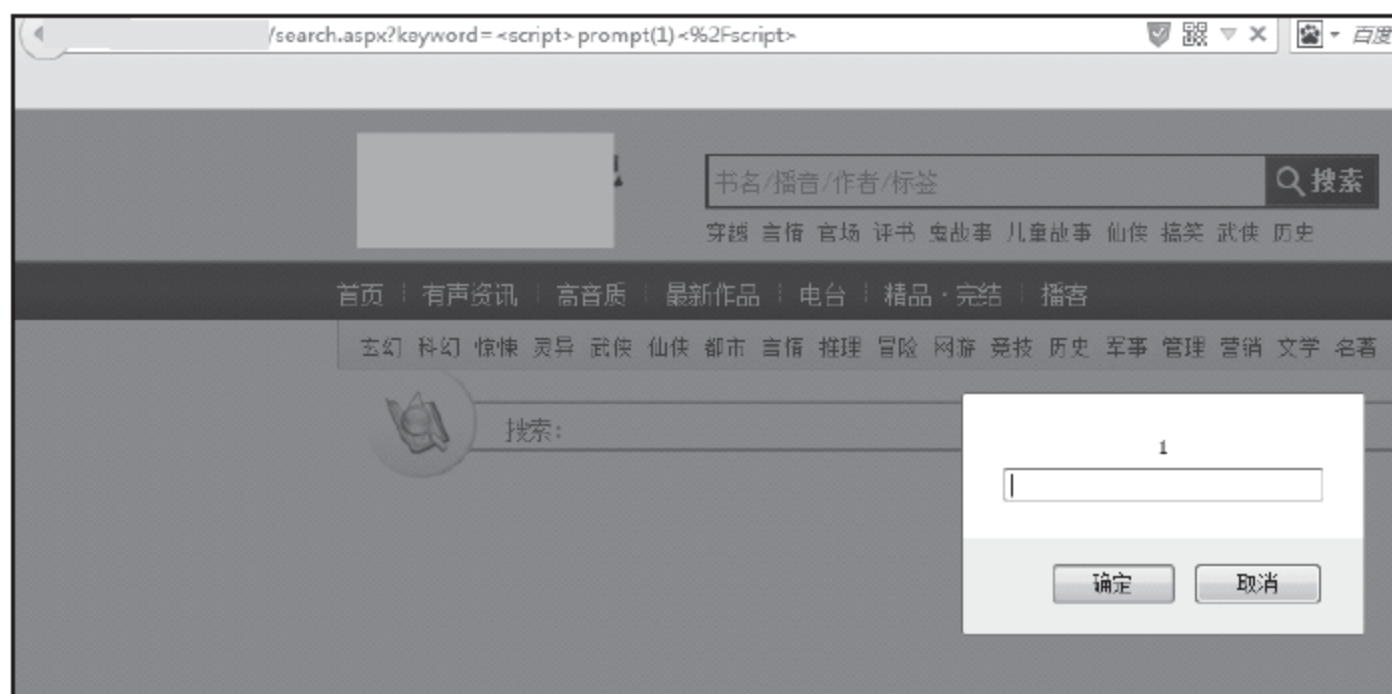 /search.aspx?keyword=<script>prompt(1)<%2Fscript>
百度
书名/播音/作者/标签
搜索
穿越 言情 官场 评书 鬼故事 儿童故事 仙侠 搞笑 武侠 历史
首页 有声资讯 高音质 最新作品 电台 精品·完结 播客
玄幻 科幻 惊悚 灵异 武侠 仙侠 都市 言情 推理 冒险 网游 竞技 历史 军事 管理 营销 文学 名著
搜索:
1
确定 取消